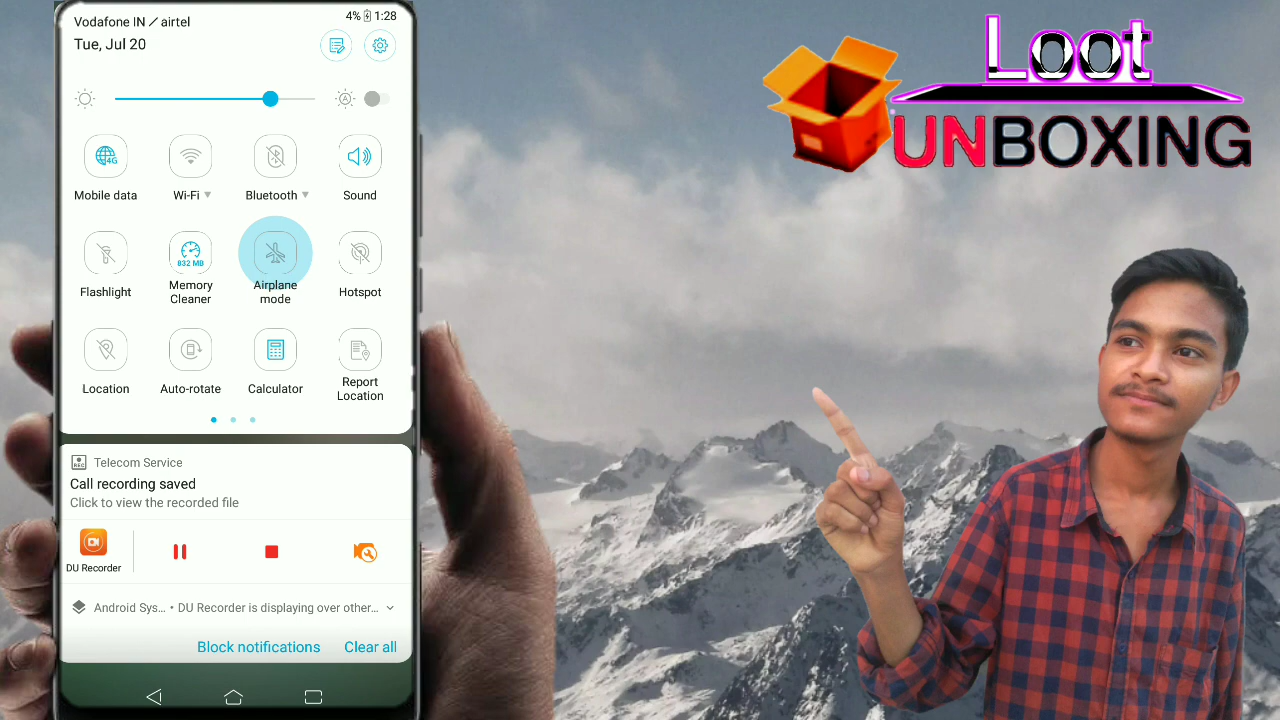 Vodafone IN / airtel
4% 1:28
Tue, Jul 20
A
4G
Mobile data
Wi-Fi
Bluetooth
Sound
832 MB
Flashlight
Memory
Cleaner
Airplane
mode
Hotspot
Location
Auto-rotate
Calculator
Report
Location
REC
Telecom Service
Call recording saved
Click to view the recorded file
DU Recorder
Android Sys... • DU Recorder is displaying over other...
Block notifications
Clear all
Loot
UNBOXING